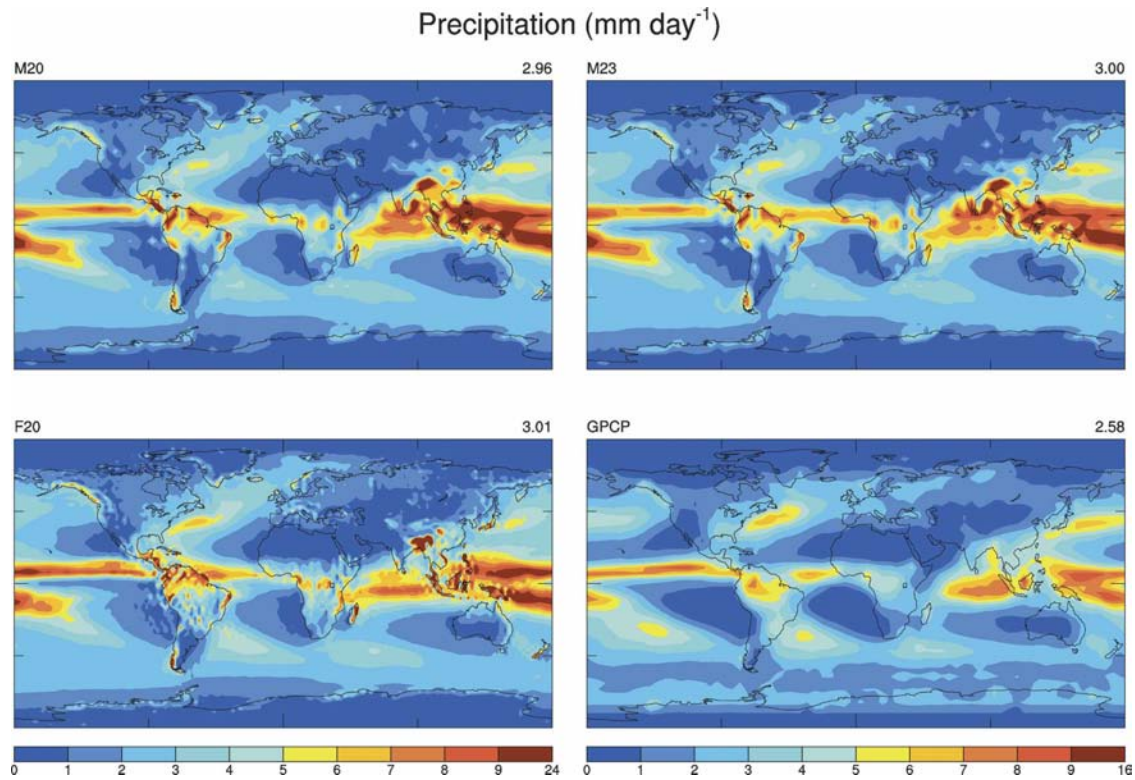 Precipitation (mm day⁻¹)
M20 2.96
M23 3.00
F20 3.01
GPCP 2.58
0 1 2 3 4 5 6 7 8 9 24
0 1 2 3 4 5 6 7 8 9 16